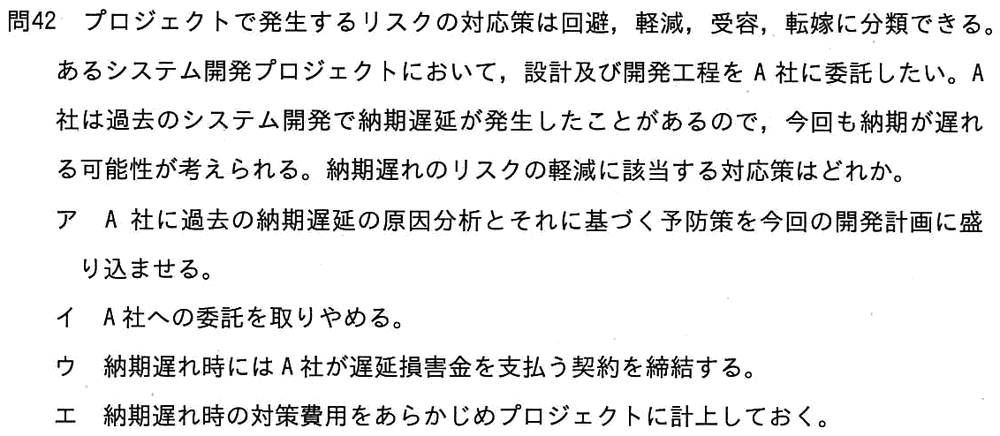 問42　プロジェクトで発生するリスクの対応策は回避，軽減，受容，転嫁に分類できる。
あるシステム開発プロジェクトにおいて，設計及び開発工程を A 社に委託したい。A
社は過去のシステム開発で納期遅延が発生したことがあるので，今回も納期が遅れ
る可能性が考えられる。納期遅れのリスクの軽減に該当する対応策はどれか。
ア　A 社に過去の納期遅延の原因分析とそれに基づく予防策を今回の開発計画に盛
り込ませる。
イ　A 社への委託を取りやめる。
ウ　納期遅れ時には A 社が遅延損害金を支払う契約を締結する。
エ　納期遅れ時の対策費用をあらかじめプロジェクトに計上しておく。